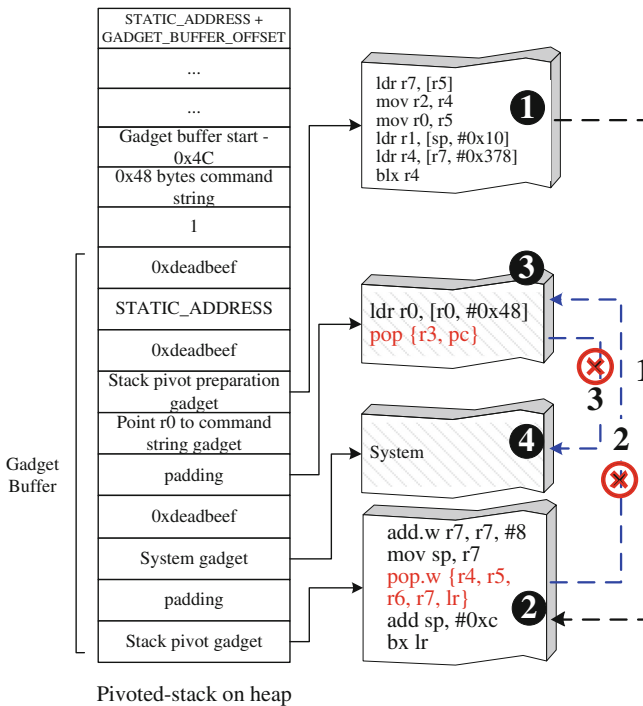 STATIC_ADDRESS +
GADGET_BUFFER_OFFSET
...
...
Gadget buffer start -
0x4C
0x48 bytes command
string
1
0xdeadbeef
STATIC_ADDRESS
0xdeadbeef
Stack pivot preparation
gadget
Point r0 to command
string gadget
padding
0xdeadbeef
System gadget
padding
Stack pivot gadget
Gadget
Buffer
Pivoted-stack on heap
ldr r7, [r5]
mov r2, r4
mov r0, r5
ldr r1, [sp, #0x10]
ldr r4, [r7, #0x378]
blx r4
1
3
ldr r0, [r0, #0x48]
pop {r3, pc}
System
4
add.w r7, r7, #8
mov sp, r7
pop.w {r4, r5,
r6, r7, lr}
add sp, #0xc
bx lr
2
3
2
1